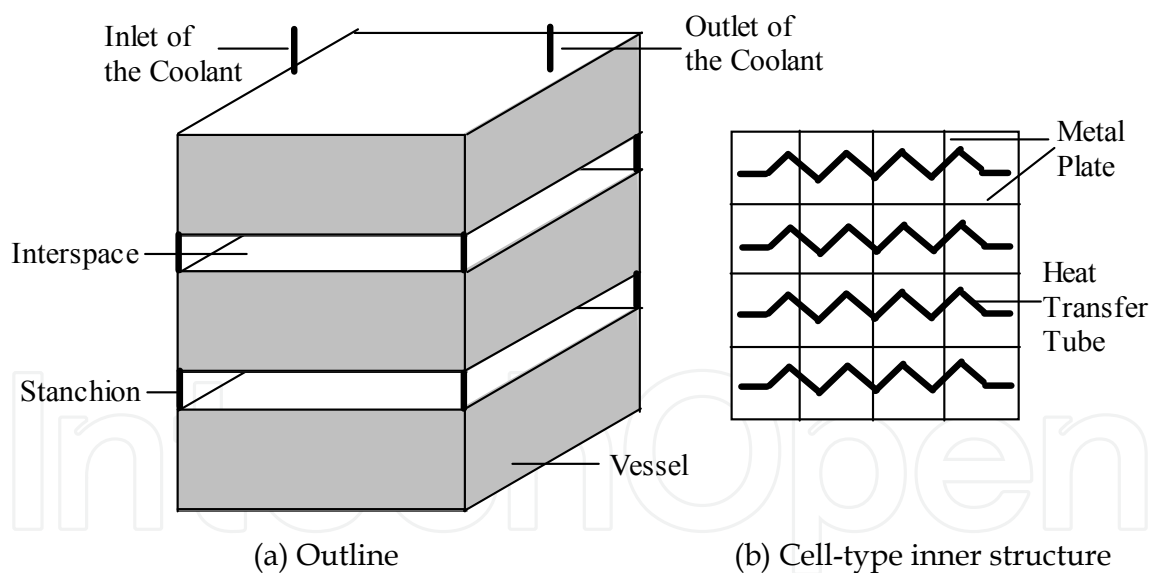 Inlet of
the Coolant
Outlet of
the Coolant
Interspace
Stanchion
Vessel
(a) Outline
Metal
Plate
Heat
Transfer
Tube
(b) Cell-type inner structure
IntechOpen